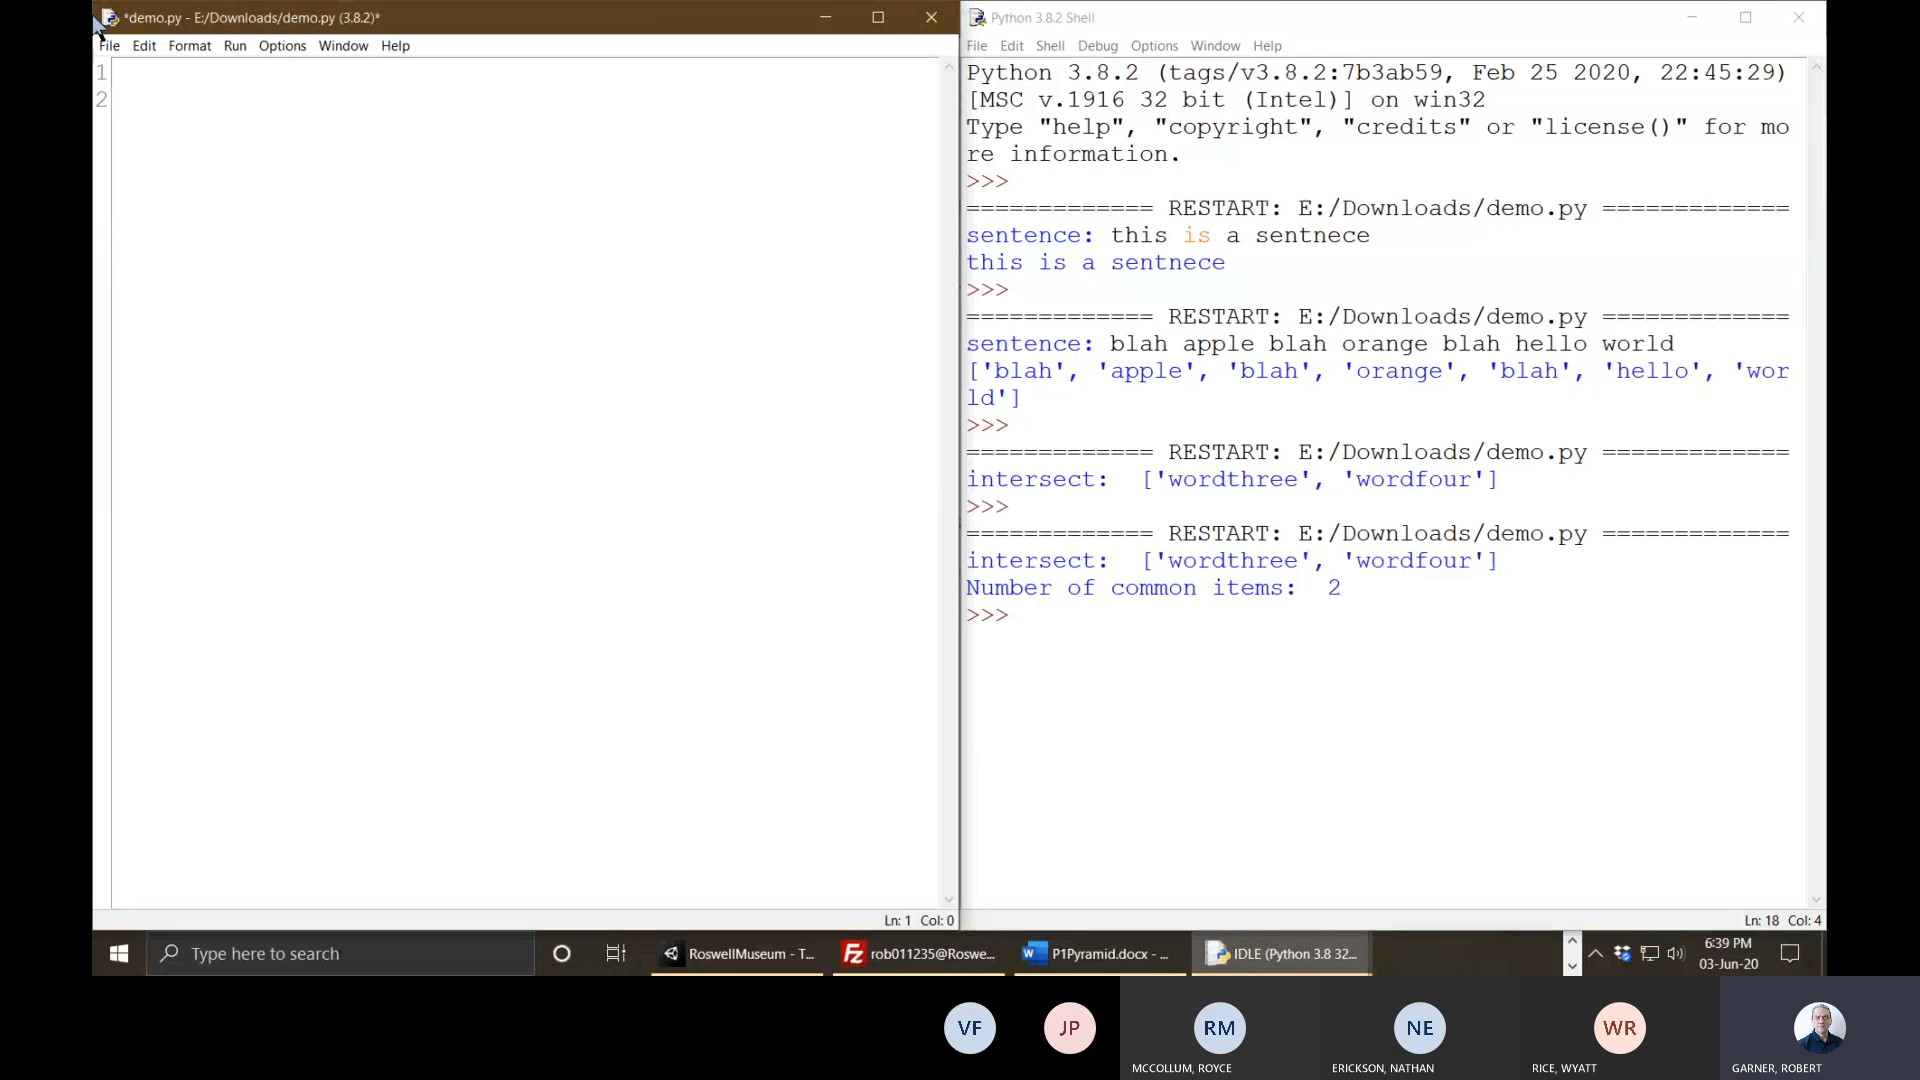 *demo.py - E:/Downloads/demo.py (3.8.2)*
File Edit Format Run Options Window Help
1
2
Ln: 1 Col: 0
Python 3.8.2 Shell
File Edit Shell Debug Options Window Help
Python 3.8.2 (tags/v3.8.2:7b3ab59, Feb 25 2020, 22:45:29)
[MSC v.1916 32 bit (Intel)] on win32
Type "help", "copyright", "credits" or "license()" for mo
re information.
>>>
============= RESTART: E:/Downloads/demo.py =============
sentence: this is a sentnece
this is a sentnece
>>>
============= RESTART: E:/Downloads/demo.py =============
sentence: blah apple blah orange blah hello world
['blah', 'apple', 'blah', 'orange', 'blah', 'hello', 'wor
ld']
>>>
============= RESTART: E:/Downloads/demo.py =============
intersect:  ['wordthree', 'wordfour']
>>>
============= RESTART: E:/Downloads/demo.py =============
intersect:  ['wordthree', 'wordfour']
Number of common items:  2
>>>
Ln: 18 Col: 4
Type here to search
RoswellMuseum - T...
rob011235@Roswe...
P1Pyramid.docx - ...
IDLE (Python 3.8 32...
6:39 PM
03-Jun-20
VF JP RM NE WR
MCCOLLUM, ROYCE ERICKSON, NATHAN RICE, WYATT GARNER, ROBERT